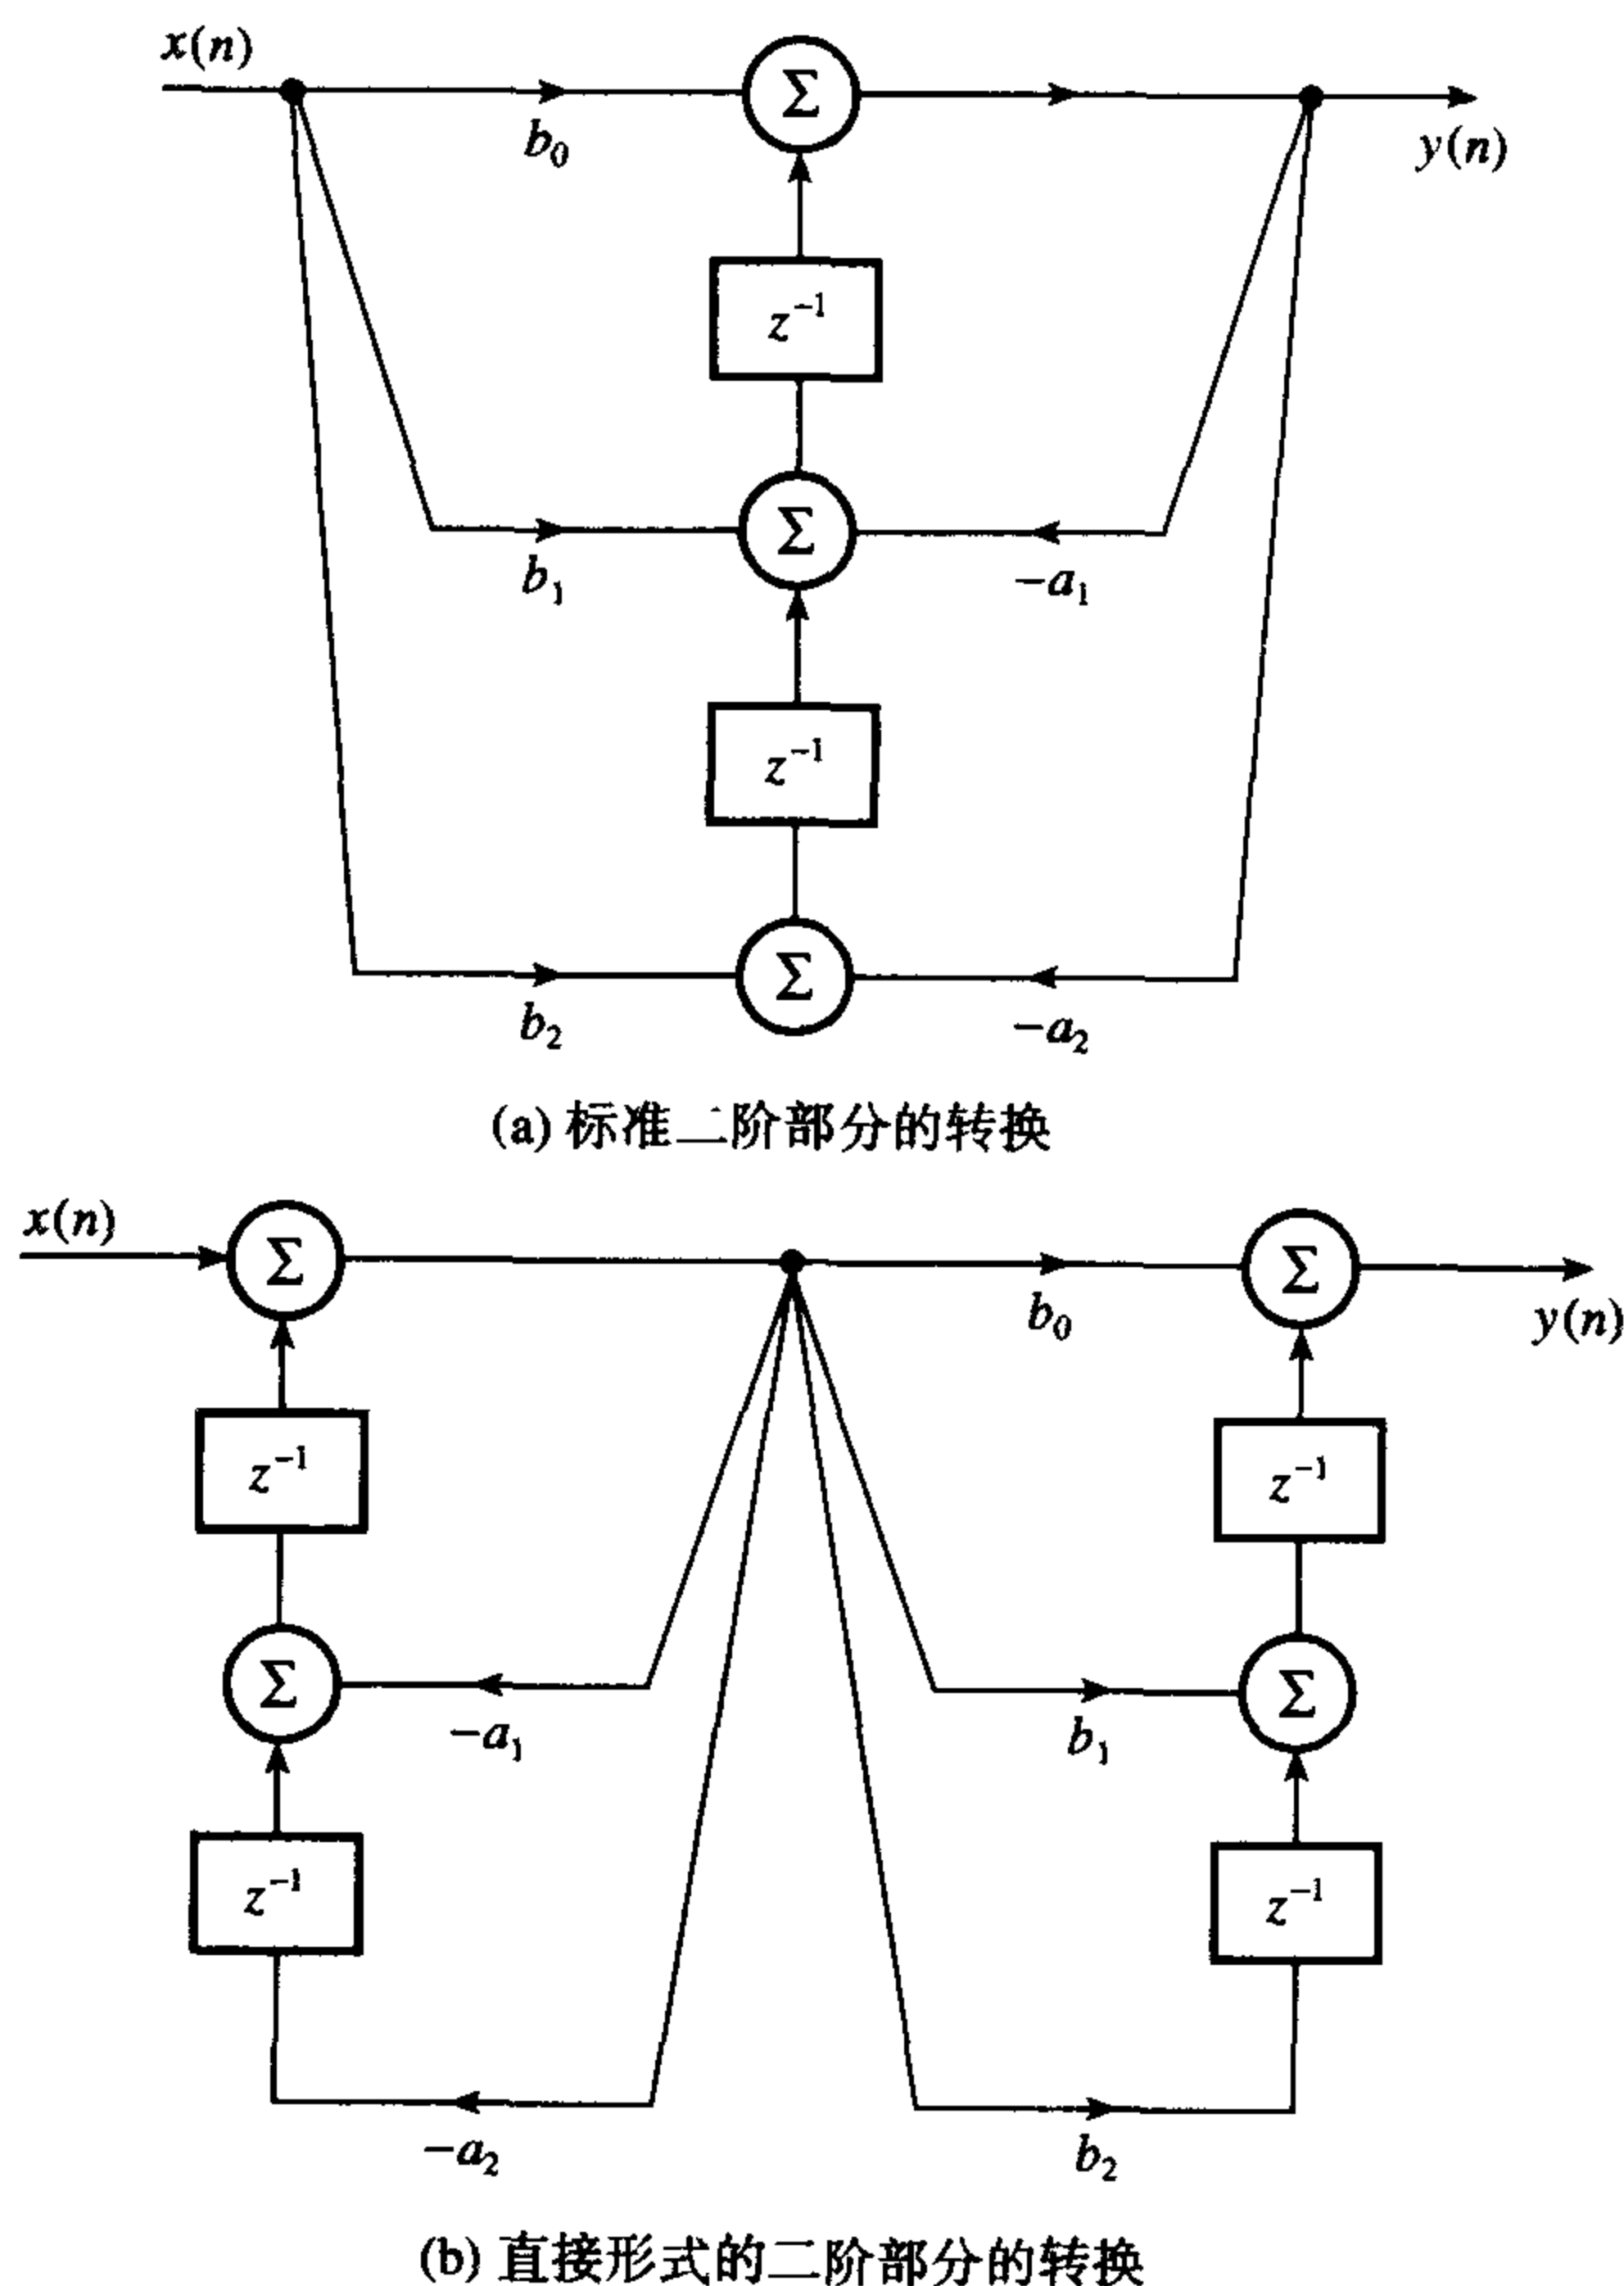 x(n)
Σ
b₀
y(n)
z⁻¹
Σ
b₁
−a₁
z⁻¹
Σ
b₂
−a₂
(a) 标准二阶部分的转换
x(n)
Σ
Σ
b₀
y(n)
z⁻¹
z⁻¹
Σ
Σ
−a₁
b₁
z⁻¹
z⁻¹
−a₂
b₂
(b) 直接形式的二阶部分的转换